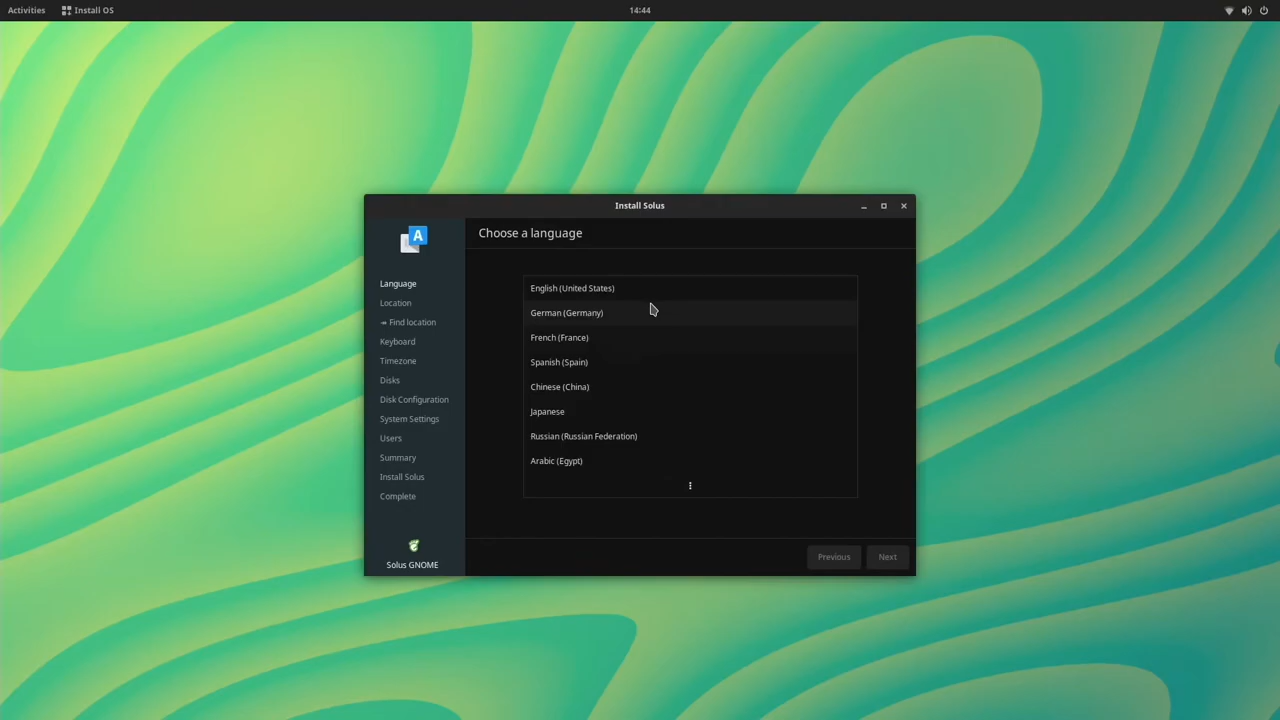 Activities
Install OS
14:44
Install Solus
A
Choose a language
Language
Location
Find location
Keyboard
Timezone
Disks
Disk Configuration
System Settings
Users
Summary
Install Solus
Complete
Solus GNOME
English (United States)
German (Germany)
French (France)
Spanish (Spain)
Chinese (China)
Japanese
Russian (Russian Federation)
Arabic (Egypt)
Previous
Next